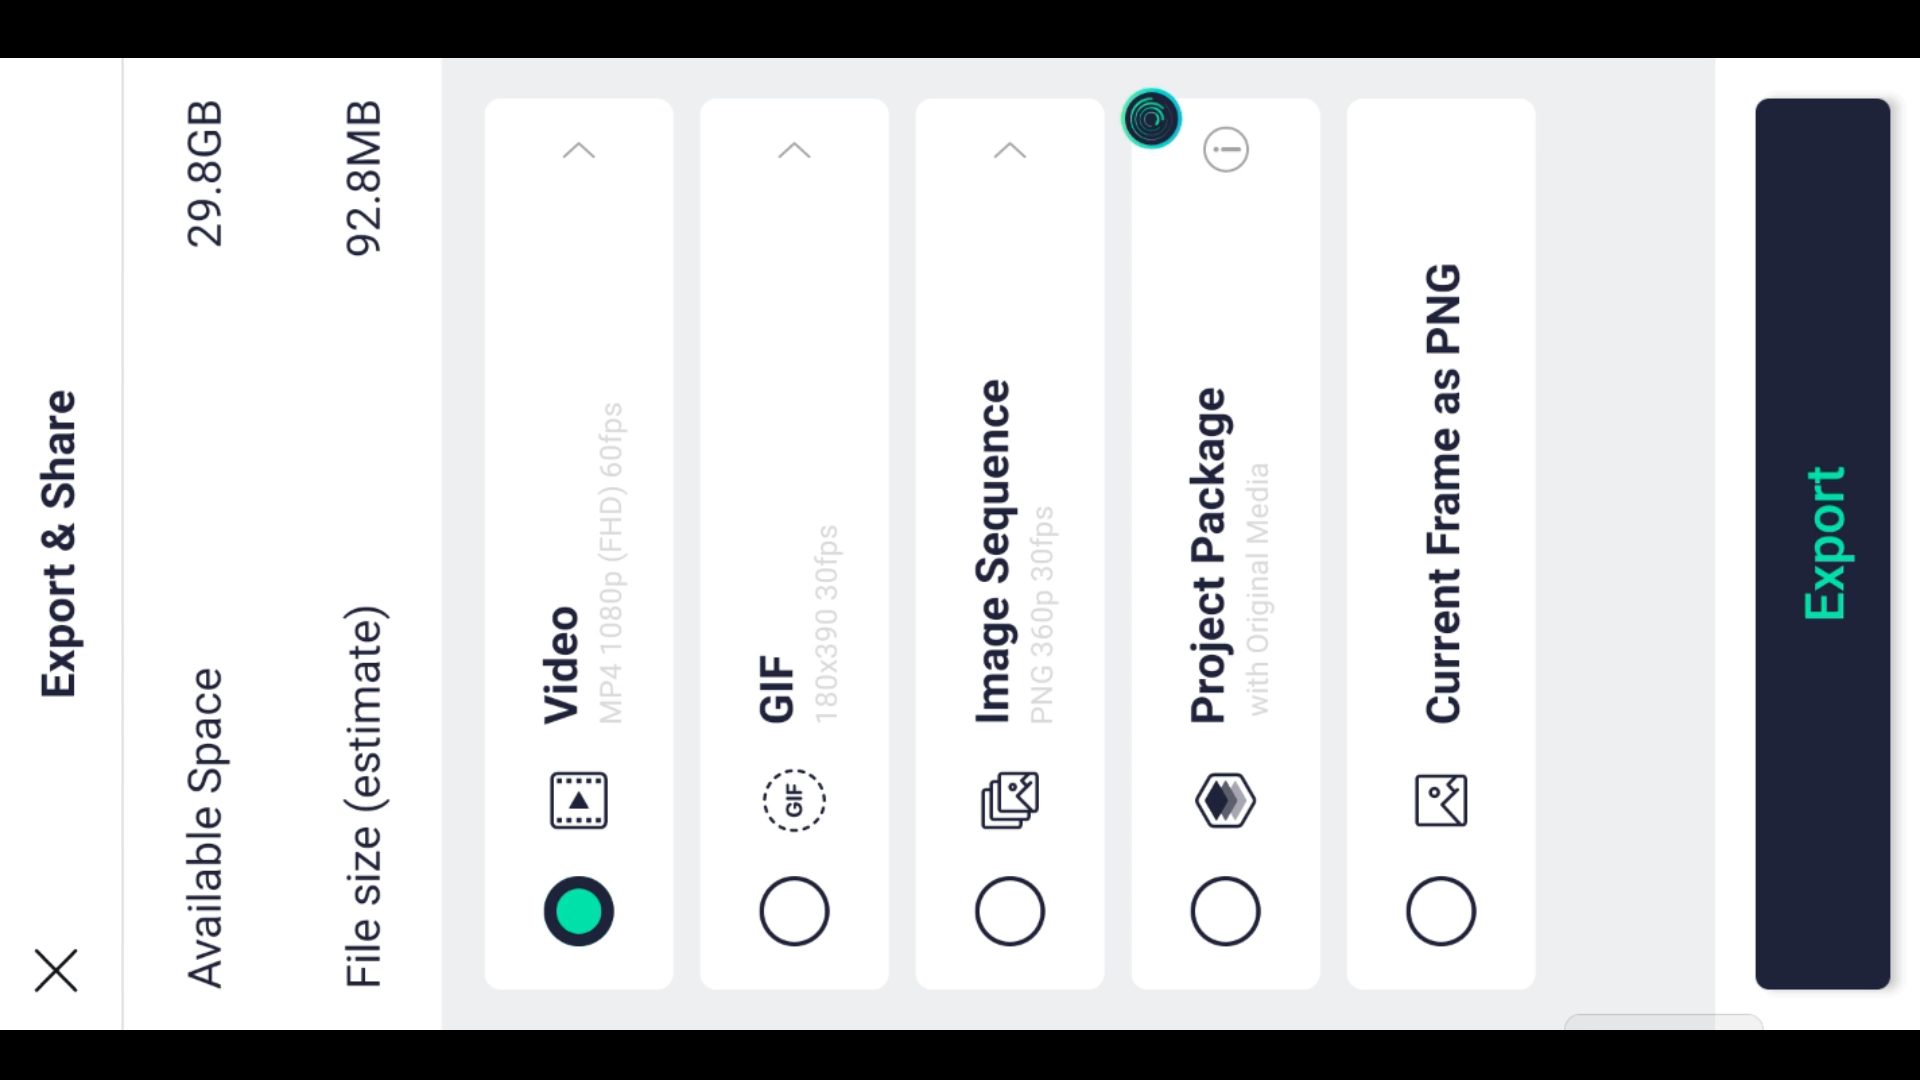 Export & Share
Available Space 29.8GB
File size (estimate) 92.8MB
Video
MP4 1080p (FHD) 60fps
GIF
GIF
180x390 30fps
Image Sequence
PNG 360p 30fps
Project Package
with Original Media
Current Frame as PNG
Export